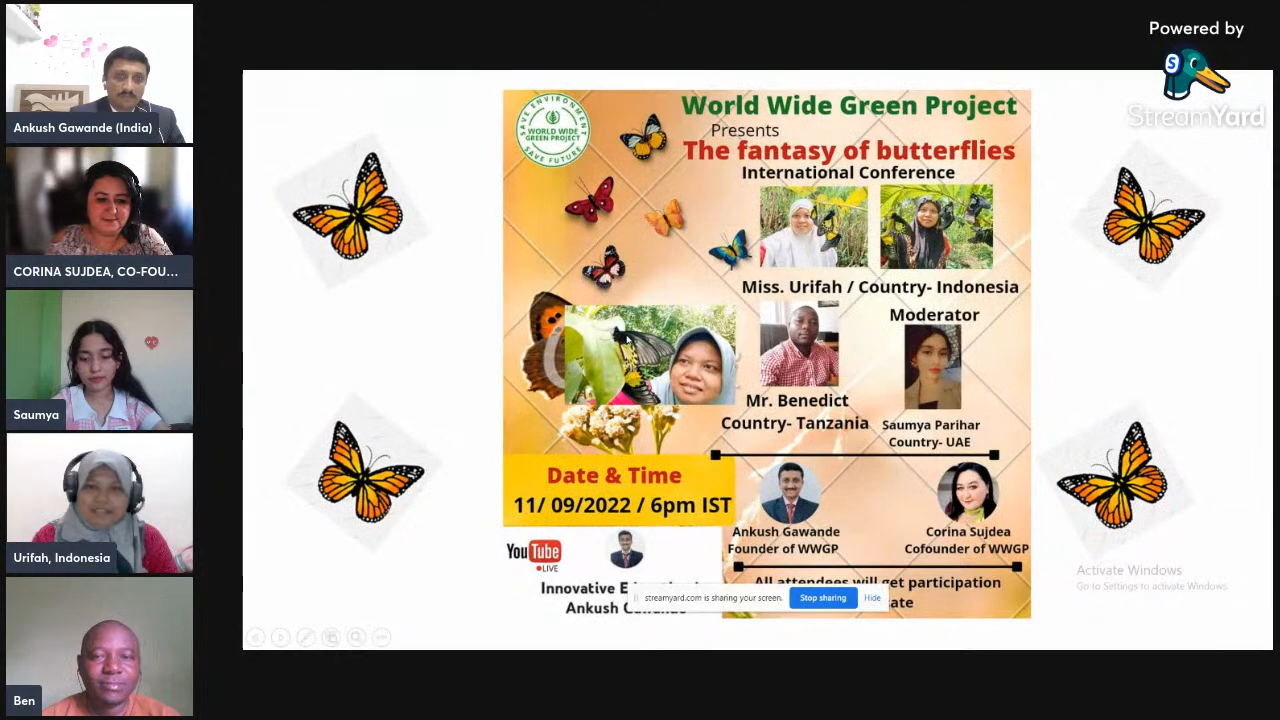 Ankush Gawande (India)
CORINA SUJDEA, CO-FOU...
Saumya
Urifah, Indonesia
Ben
Powered by
S
StreamYard
SAVE ENVIRONMENT
WORLD WIDE
GREEN PROJECT
SAVE FUTURE
World Wide Green Project
Presents
The fantasy of butterflies
International Conference
Miss. Urifah / Country- Indonesia
Moderator
Mr. Benedict
Country- Tanzania
Saumya Parihar
Country- UAE
Date & Time
11/ 09/2022 / 6pm IST
Ankush Gawande
Founder of WWGP
Corina Sujdea
Cofounder of WWGP
YouTube
LIVE
Innovative E
Ankush
All attendees will get participation
streamyard.com is sharing your screen.
Stop sharing
Hide
Activate Windows
Go to Settings to activate Windows.